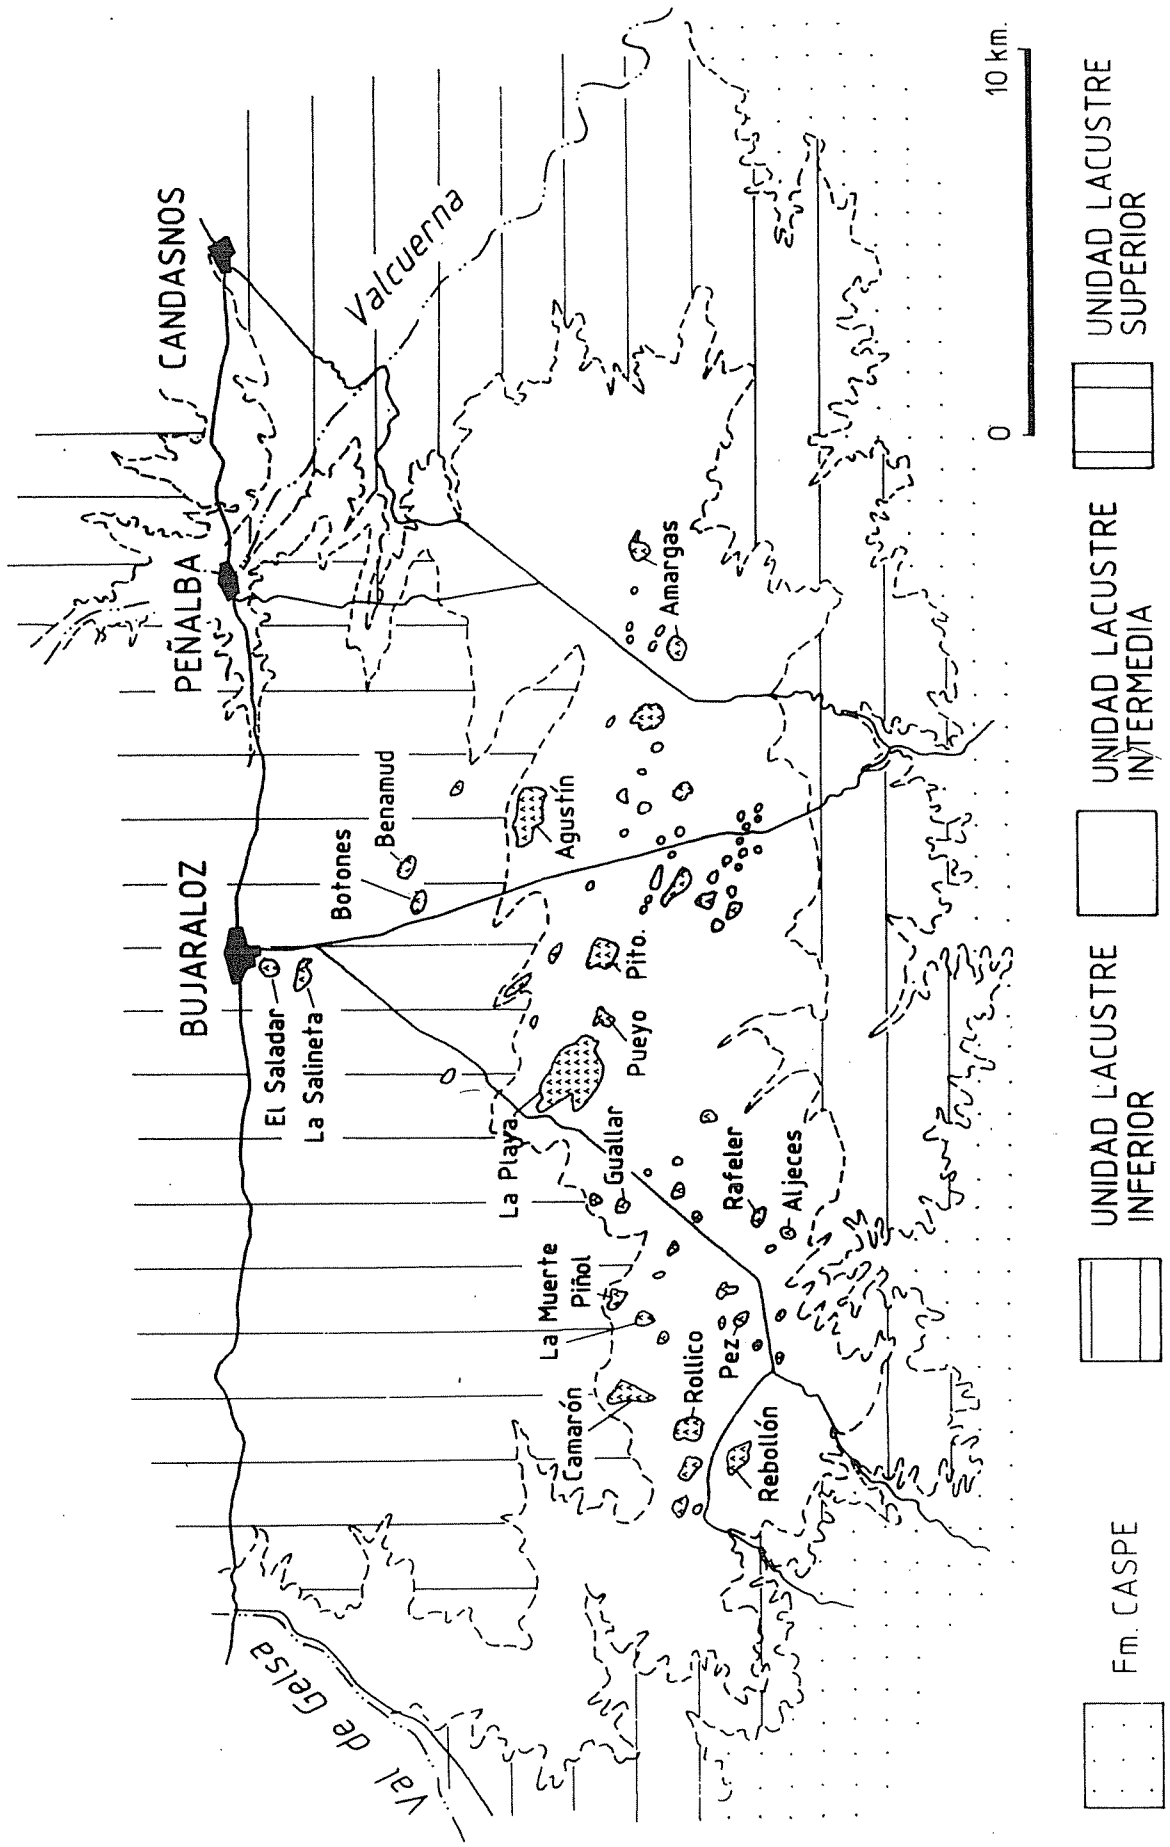 CANDASNOS
PEÑALBA
BUJARALOZ
Valcuerna
Val de Gelsa
Benamud
Botones
El Saladar
La Salineta
Agustín
Amargas
Pito.
Pueyo
La Playa
Guallar
La Muerte
Piñol
Camarón
Rollico
Pez
Rebollón
Rafeler
Aljeces
0
10 km.
Fm. CASPE
UNIDAD LACUSTRE
INFERIOR
UNIDAD LACUSTRE
INTERMEDIA
UNIDAD LACUSTRE
SUPERIOR